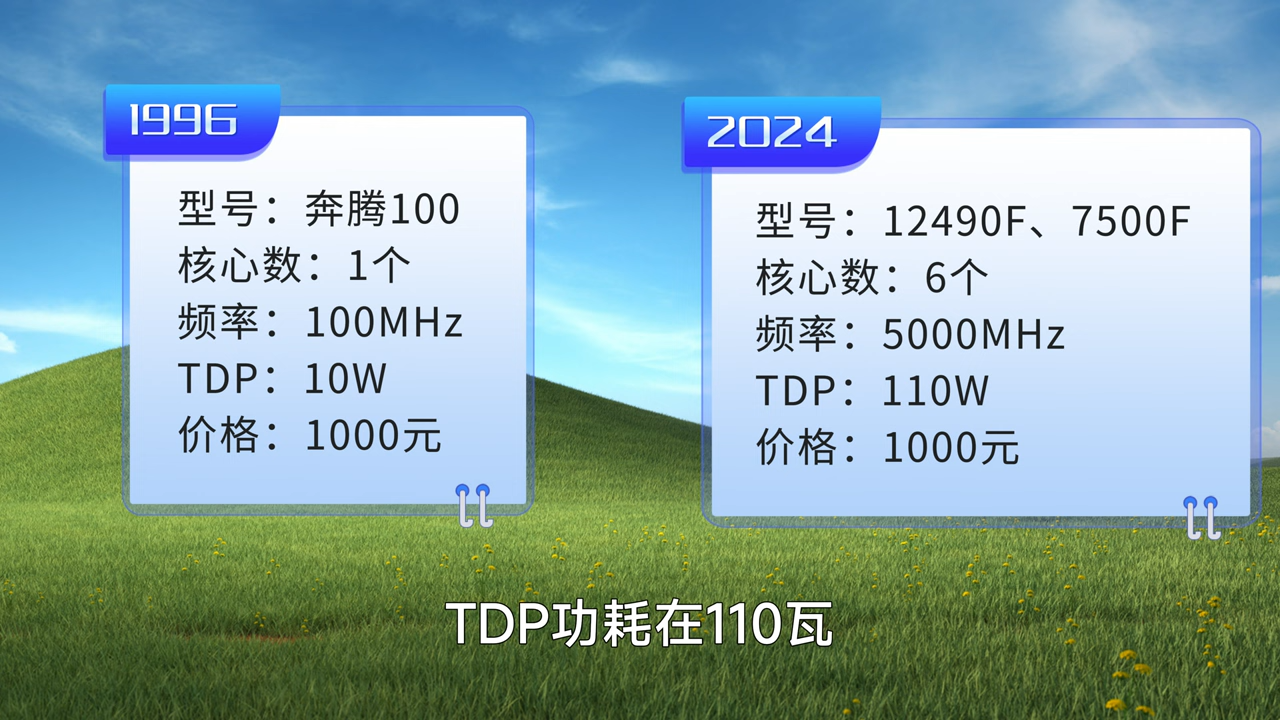 1996
型号：奔腾100
核心数：1个
频率：100MHz
TDP：10W
价格：1000元
2024
型号：12490F、7500F
核心数：6个
频率：5000MHz
TDP：110W
价格：1000元
TDP功耗在110瓦